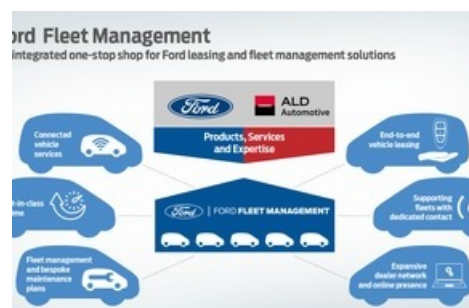 ord Fleet Management
integrated one-stop shop for Ford leasing and fleet management solutions
Ford
ALD
Automotive
Products, Services
and Expertise
Connected
vehicle
services
End-to-end
vehicle leasing
t-in-class
me
Ford | FORD FLEET MANAGEMENT
Supporting
fleets with
dedicated contact
Fleet management
and bespoke
maintenance
plans
Expansive
dealer network
and online presence